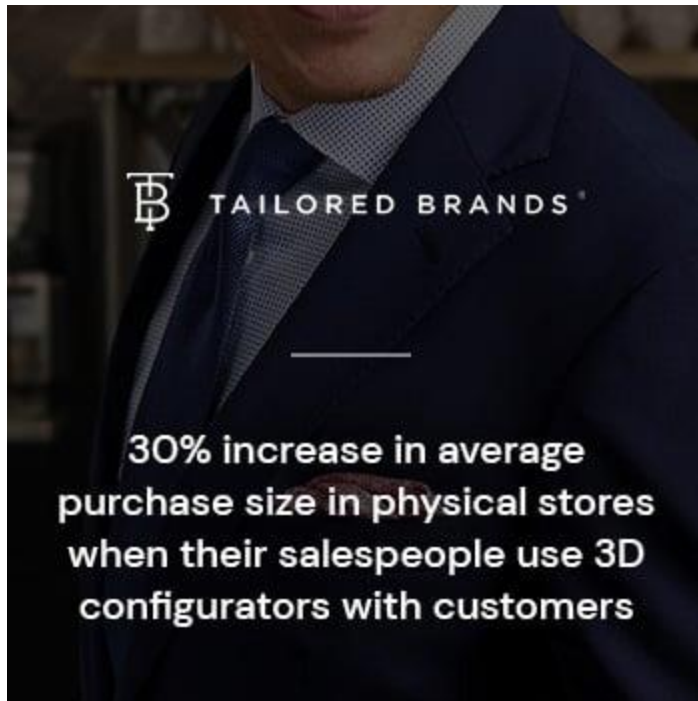 TB TAILORED BRANDS®
30% increase in average
purchase size in physical stores
when their salespeople use 3D
configurators with customers